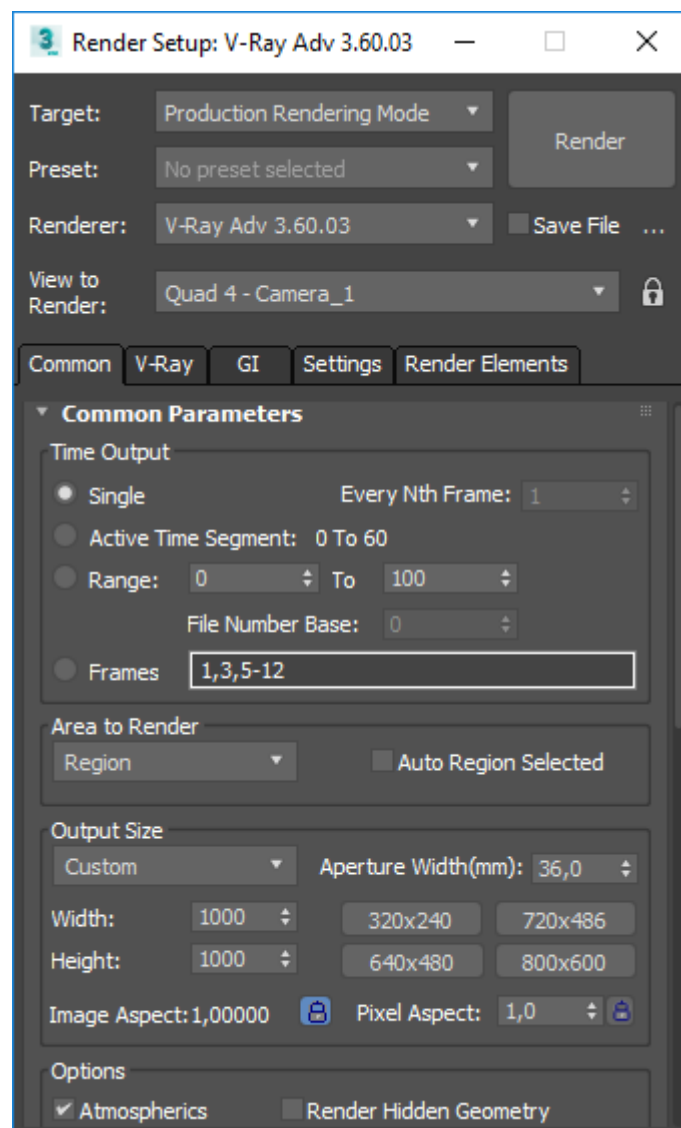 Render Setup: V-Ray Adv 3.60.03
Target: Production Rendering Mode
Render
Preset: No preset selected
Renderer: V-Ray Adv 3.60.03 Save File ...
View to Render: Quad 4 - Camera_1
Common V-Ray GI Settings Render Elements
Common Parameters
Time Output
Single Every Nth Frame: 1
Active Time Segment: 0 To 60
Range: 0 To 100
File Number Base: 0
Frames 1,3,5-12
Area to Render
Region Auto Region Selected
Output Size
Custom Aperture Width(mm): 36,0
Width: 1000 320x240 720x486
Height: 1000 640x480 800x600
Image Aspect: 1,00000 Pixel Aspect: 1,0
Options
Atmospherics Render Hidden Geometry